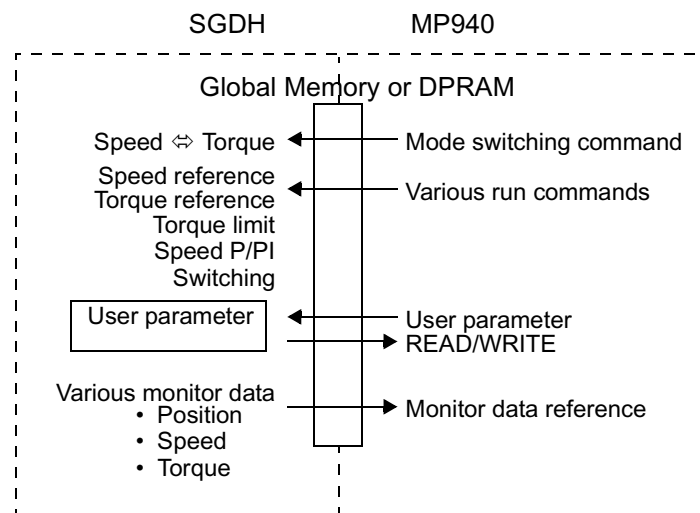 SGDH MP940
Global Memory or DPRAM
Speed ⇔ Torque Mode switching command
Speed reference
Various run commands
Torque reference
Torque limit
Speed P/PI
Switching
User parameter User parameter
READ/WRITE
Various monitor data
Monitor data reference
• Position
• Speed
• Torque